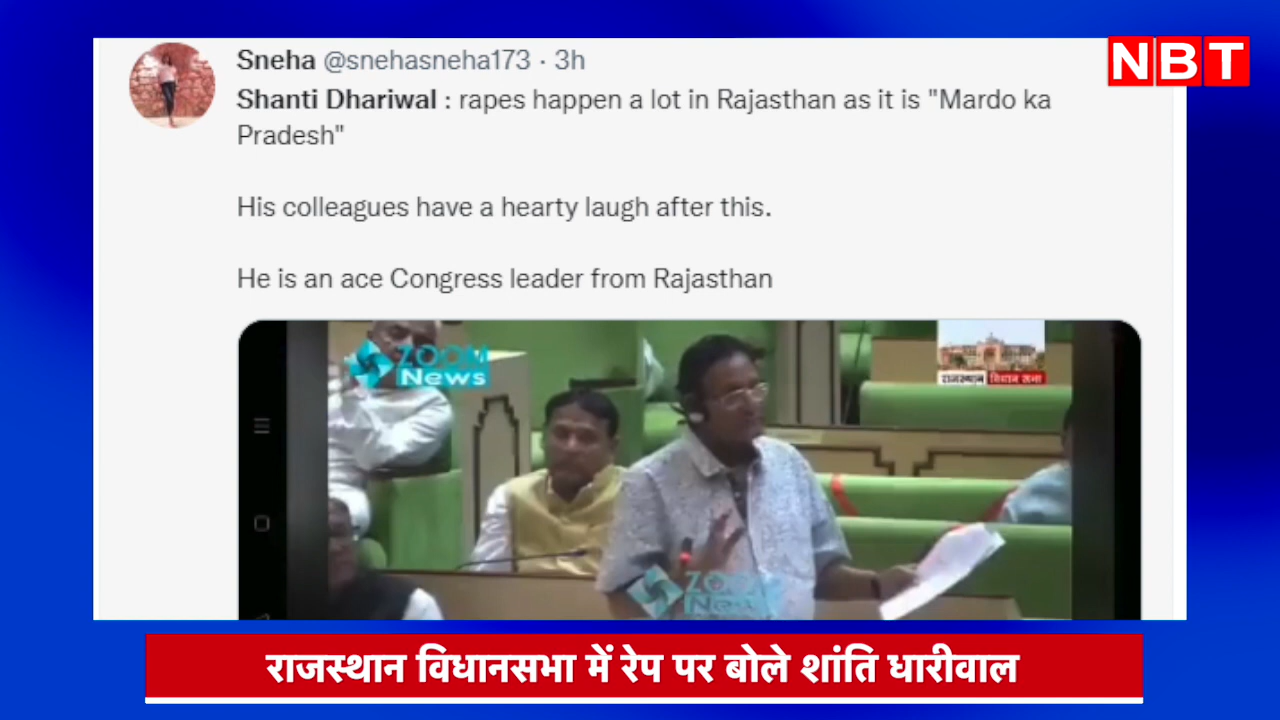 NBT
Sneha @snehasneha173 · 3h
Shanti Dhariwal : rapes happen a lot in Rajasthan as it is "Mardo ka
Pradesh"
His colleagues have a hearty laugh after this.
He is an ace Congress leader from Rajasthan
ZOOM
News
राजस्थान विधान सभा
ZOOM
News
राजस्थान विधानसभा में रेप पर बोले शांति धारीवाल